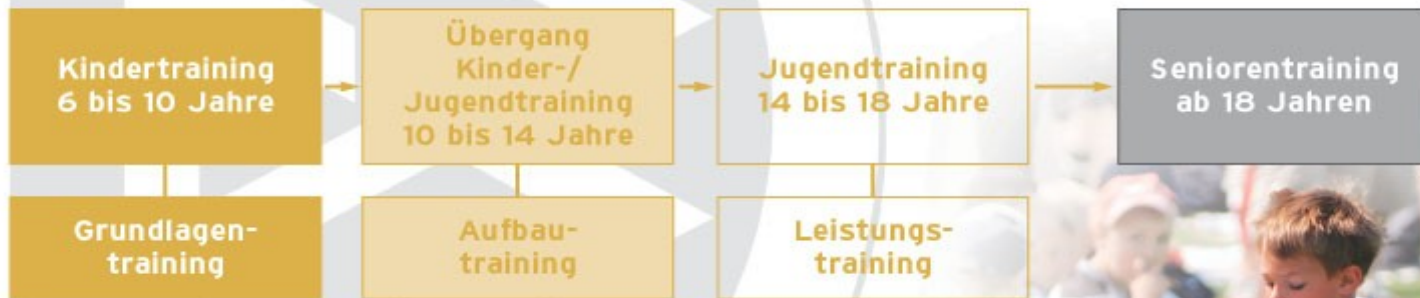 Kindertraining
6 bis 10 Jahre
Übergang
Kinder-/
Jugendtraining
10 bis 14 Jahre
Jugendtraining
14 bis 18 Jahre
Seniorentraining
ab 18 Jahren
Grundlagen-
training
Aufbau-
training
Leistungs-
training